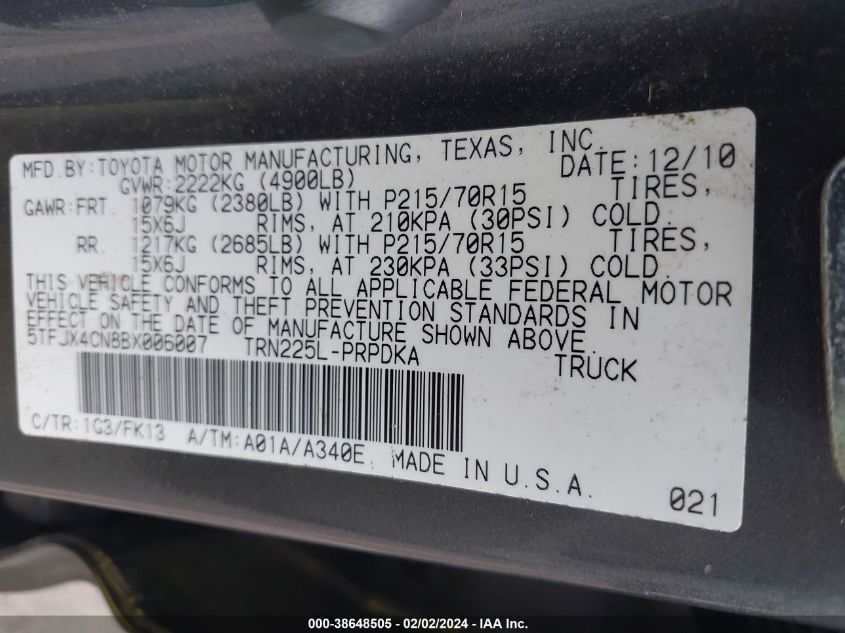 MFD.BY:TOYOTA MOTOR MANUFACTURING, TEXAS, INC.
GVWR:2222KG (4900LB) DATE:12/10
GAWR:FRT. 1079KG (2380LB) WITH P215/70R15 TIRES,
15X6J RIMS, AT 210KPA (30PSI) COLD.
RR. 1217KG (2685LB) WITH P215/70R15 TIRES,
15X6J RIMS, AT 230KPA (33PSI) COLD.
THIS VEHICLE CONFORMS TO ALL APPLICABLE FEDERAL MOTOR
VEHICLE SAFETY AND THEFT PREVENTION STANDARDS IN
EFFECT ON THE DATE OF MANUFACTURE SHOWN ABOVE.
5TFJX4CN8BX006007 TRN225L-PRPDKA TRUCK
C/TR:1G3/FK13 A/TM:A01A/A340E, MADE IN U.S.A.
021
000-38648505 - 02/02/2024 - IAA Inc.